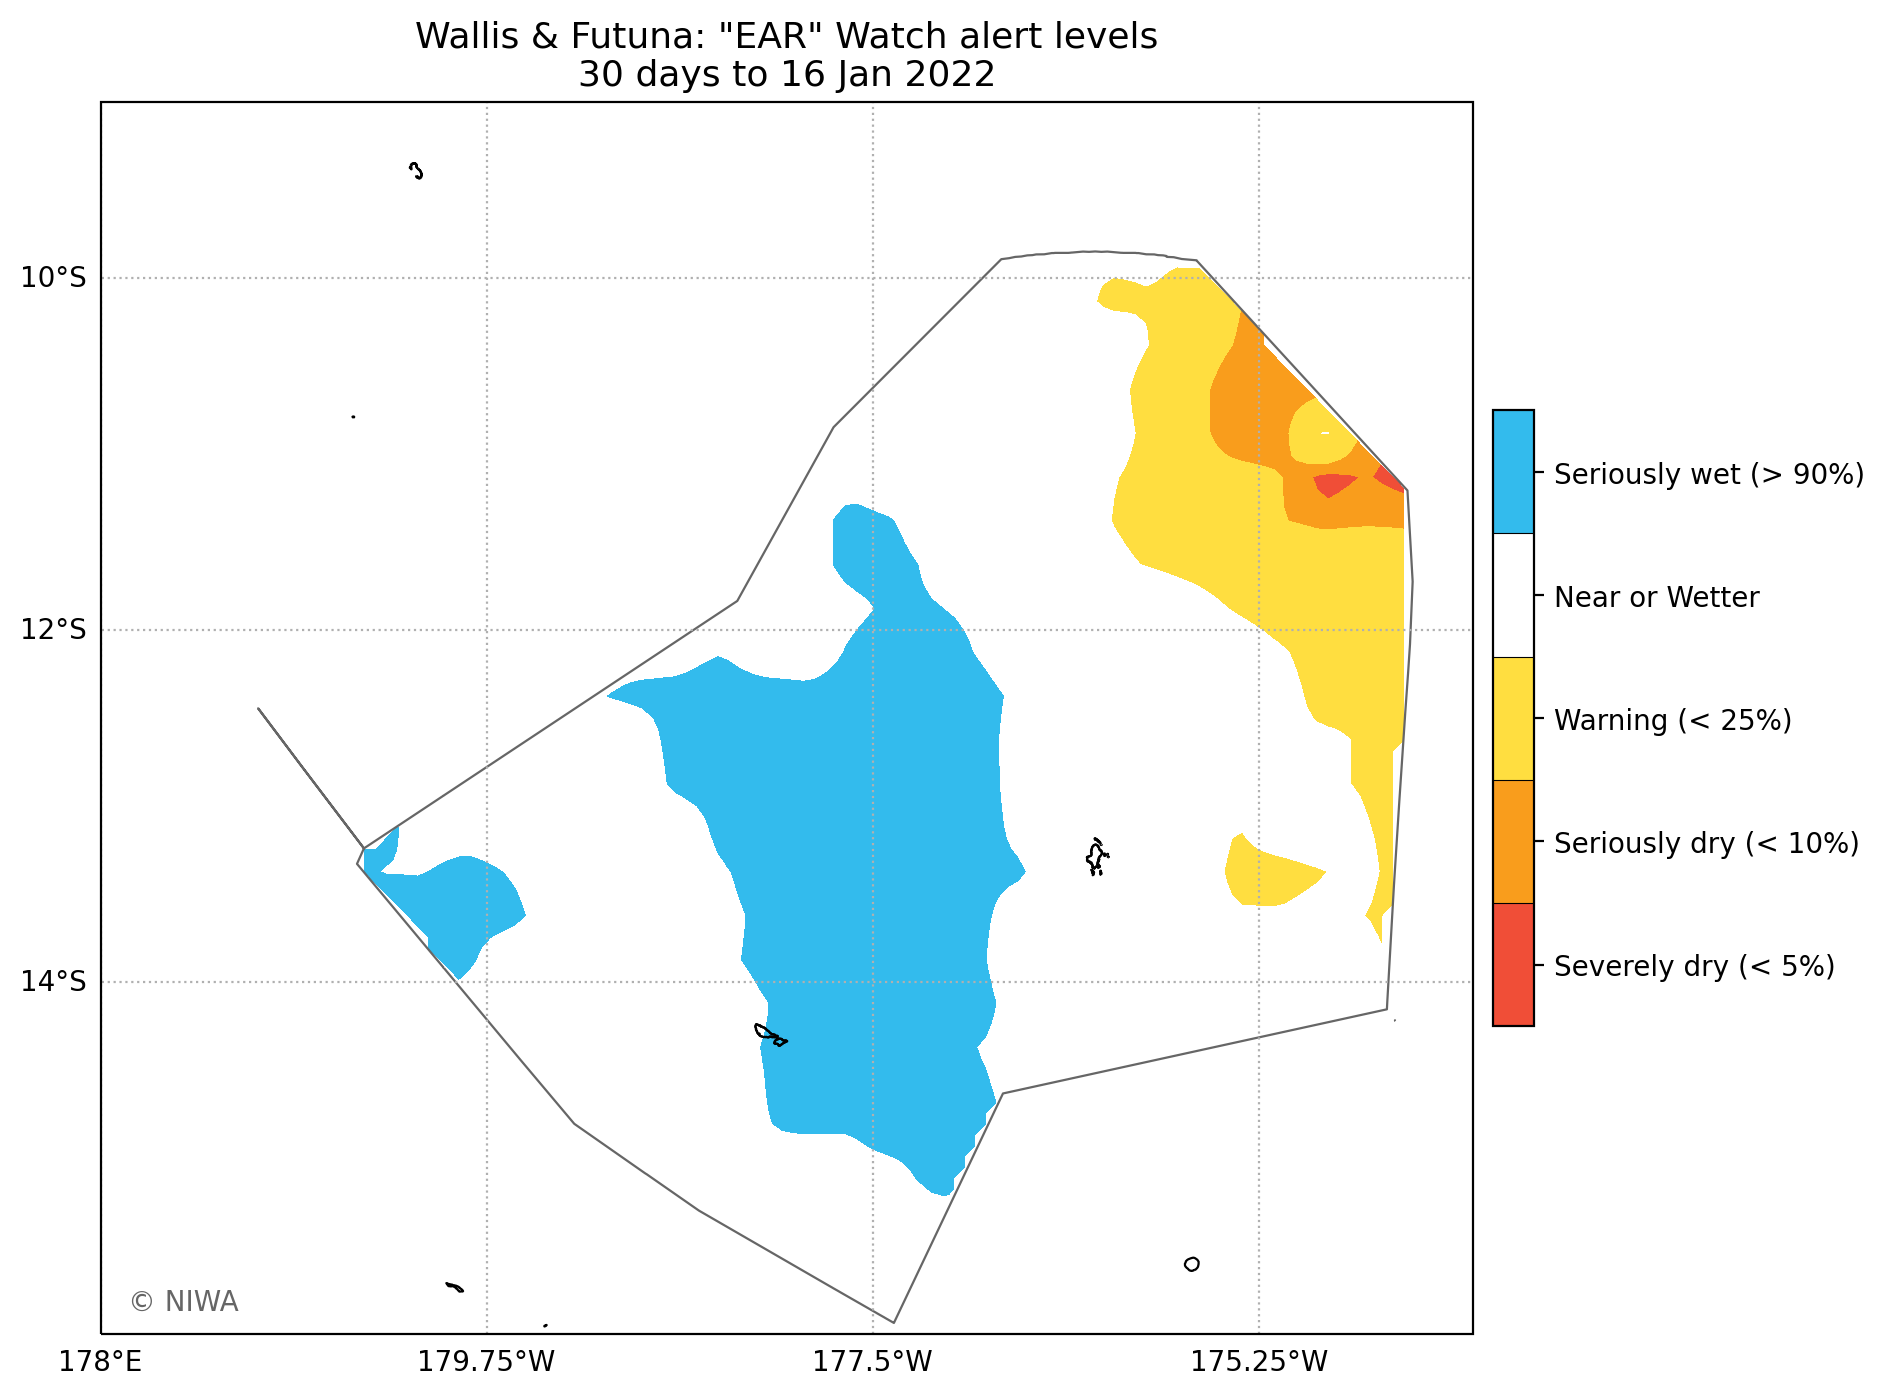 Wallis & Futuna: "EAR" Watch alert levels
30 days to 16 Jan 2022
10°S
12°S
14°S
178°E
179.75°W
177.5°W
175.25°W
Seriously wet (> 90%)
Near or Wetter
Warning (< 25%)
Seriously dry (< 10%)
Severely dry (< 5%)
© NIWA